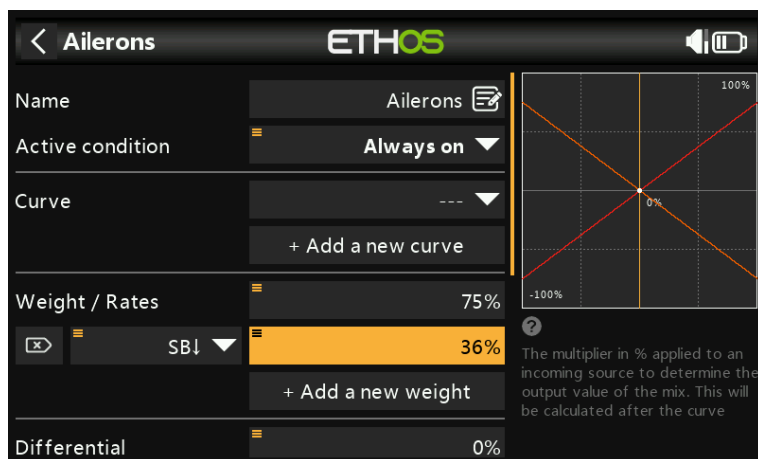 Ailerons
ETHOS
Name
Ailerons
Active condition
Always on
Curve
---
+ Add a new curve
Weight / Rates
75%
SB↓
36%
+ Add a new weight
Differential
0%
100%
0%
-100%
?
The multiplier in % applied to an
incoming source to determine the
output value of the mix. This will
be calculated after the curve